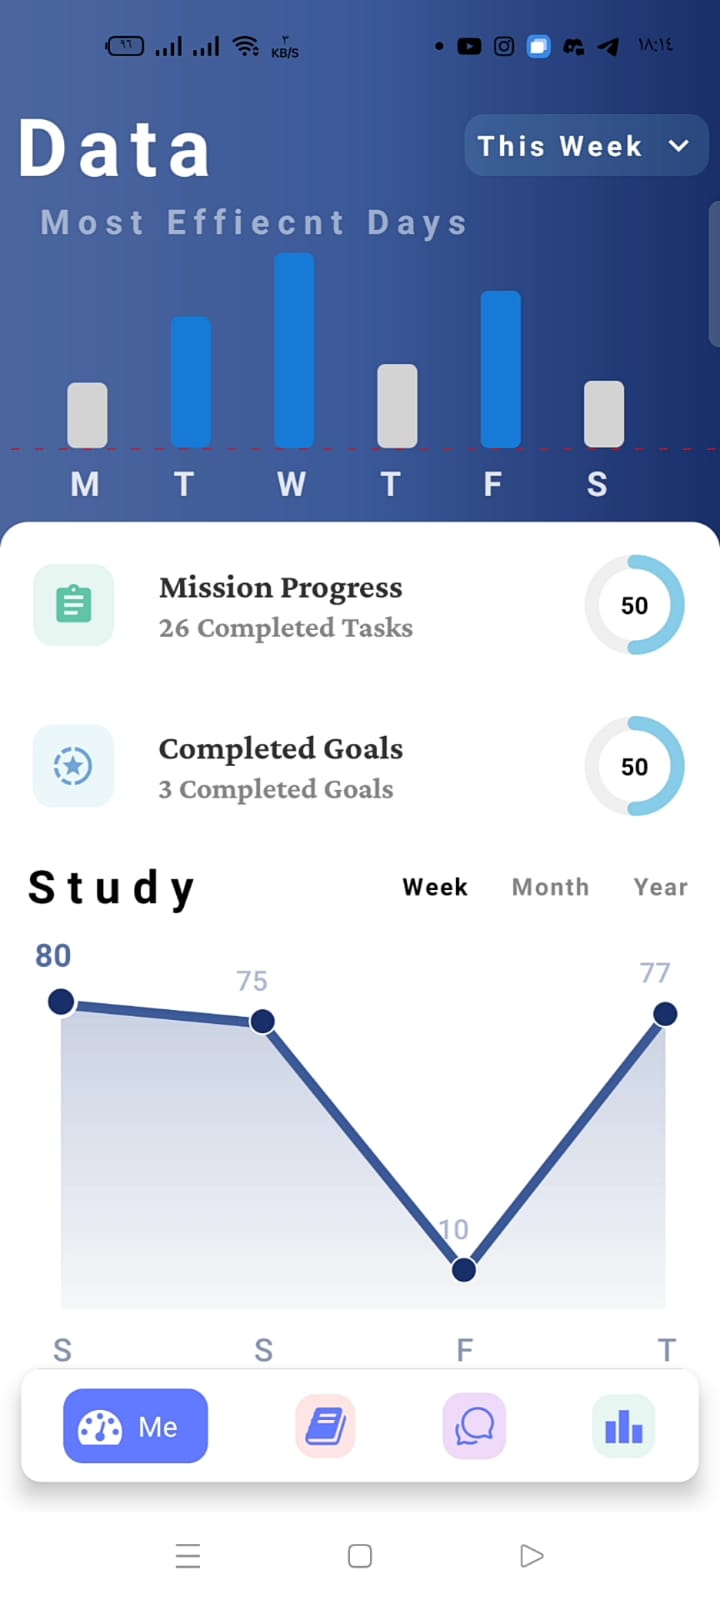 ٩٦
٣
KB/S
١٨:١٤
Data
This Week
Most Effiecnt Days
M T W T F S
Mission Progress
26 Completed Tasks
50
Completed Goals
3 Completed Goals
50
Study
Week Month Year
80
75
77
10
S S F T
Me